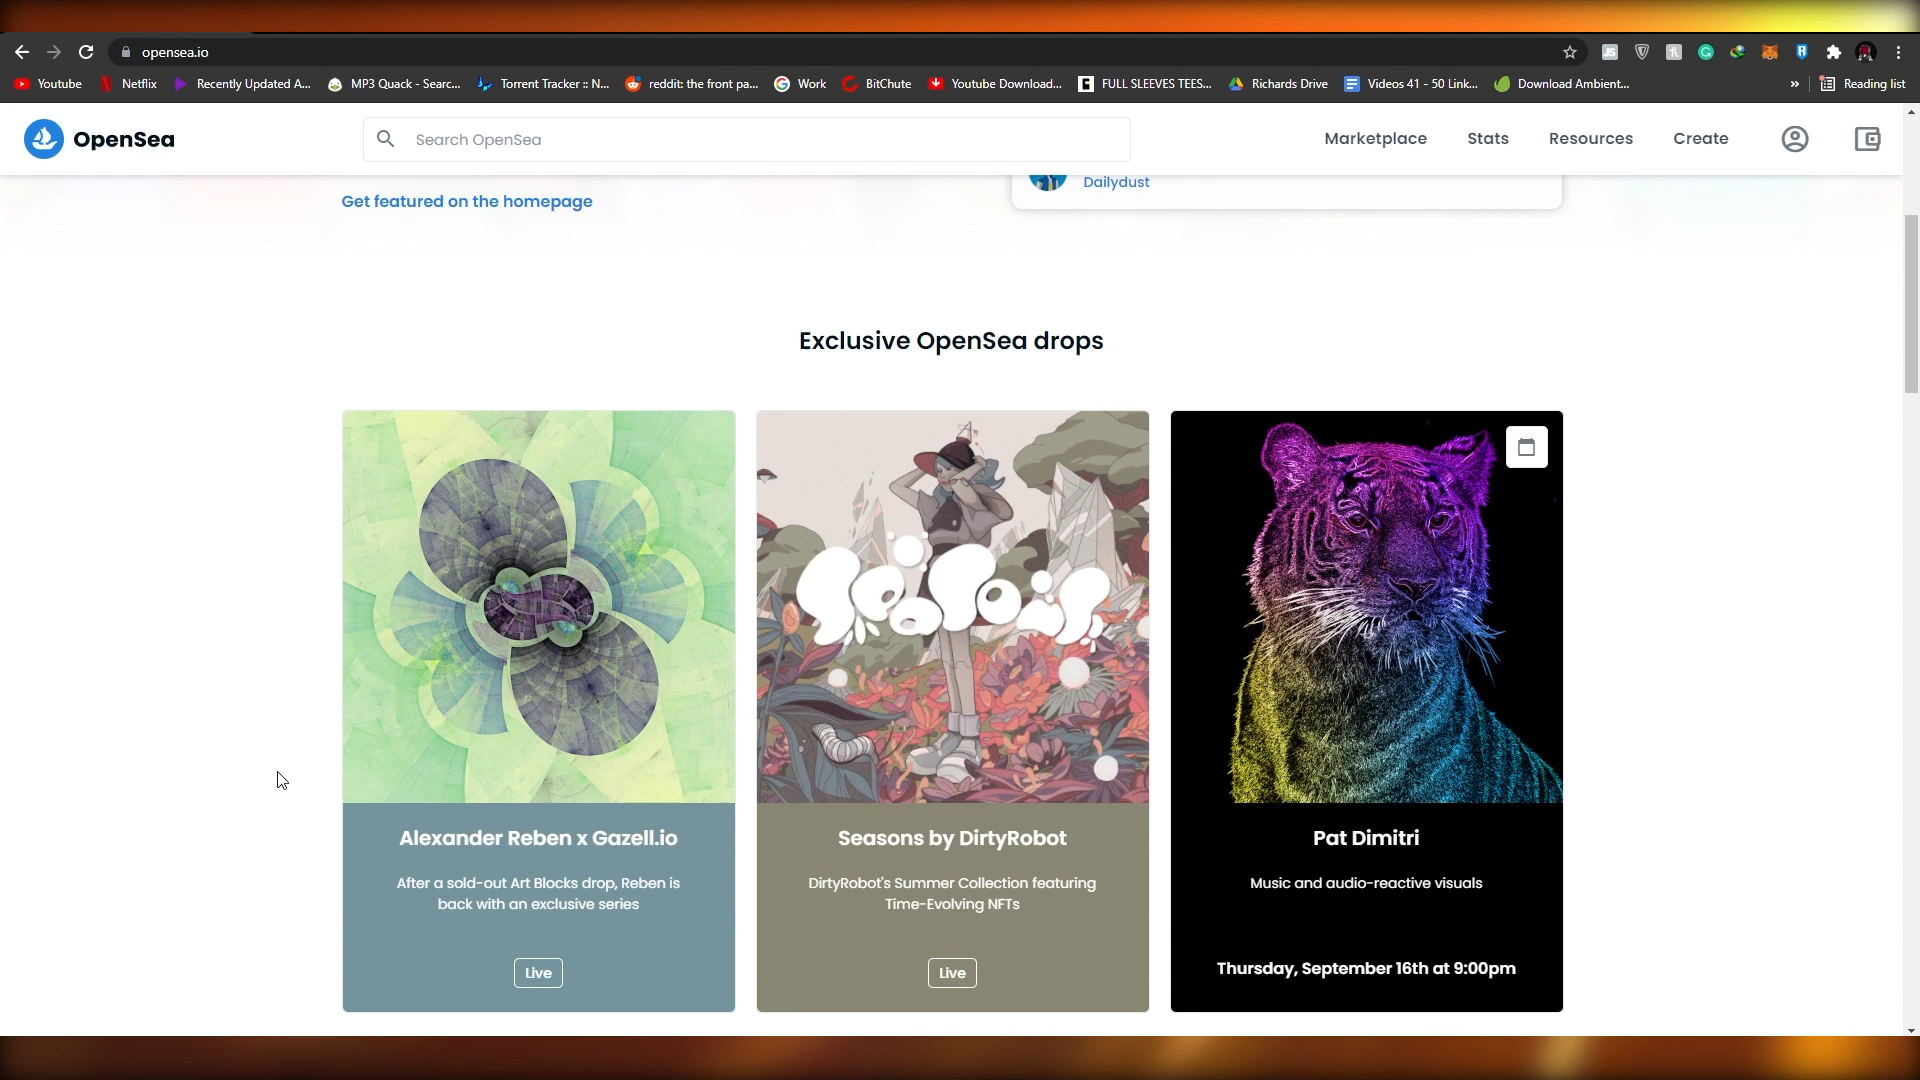 opensea.io
Youtube
Netflix
Recently Updated A...
MP3 Quack - Searc...
Torrent Tracker :: N...
reddit: the front pa...
Work
BitChute
Youtube Download...
FULL SLEEVES TEES...
Richards Drive
Videos 41 - 50 Link...
Download Ambient...
»
Reading list
OpenSea
Search OpenSea
Marketplace
Stats
Resources
Create
Get featured on the homepage
Dailydust
Exclusive OpenSea drops
SeaSons
Alexander Reben x Gazell.io
After a sold-out Art Blocks drop, Reben is
back with an exclusive series
Live
Seasons by DirtyRobot
DirtyRobot's Summer Collection featuring
Time-Evolving NFTs
Live
Pat Dimitri
Music and audio-reactive visuals
Thursday, September 16th at 9:00pm